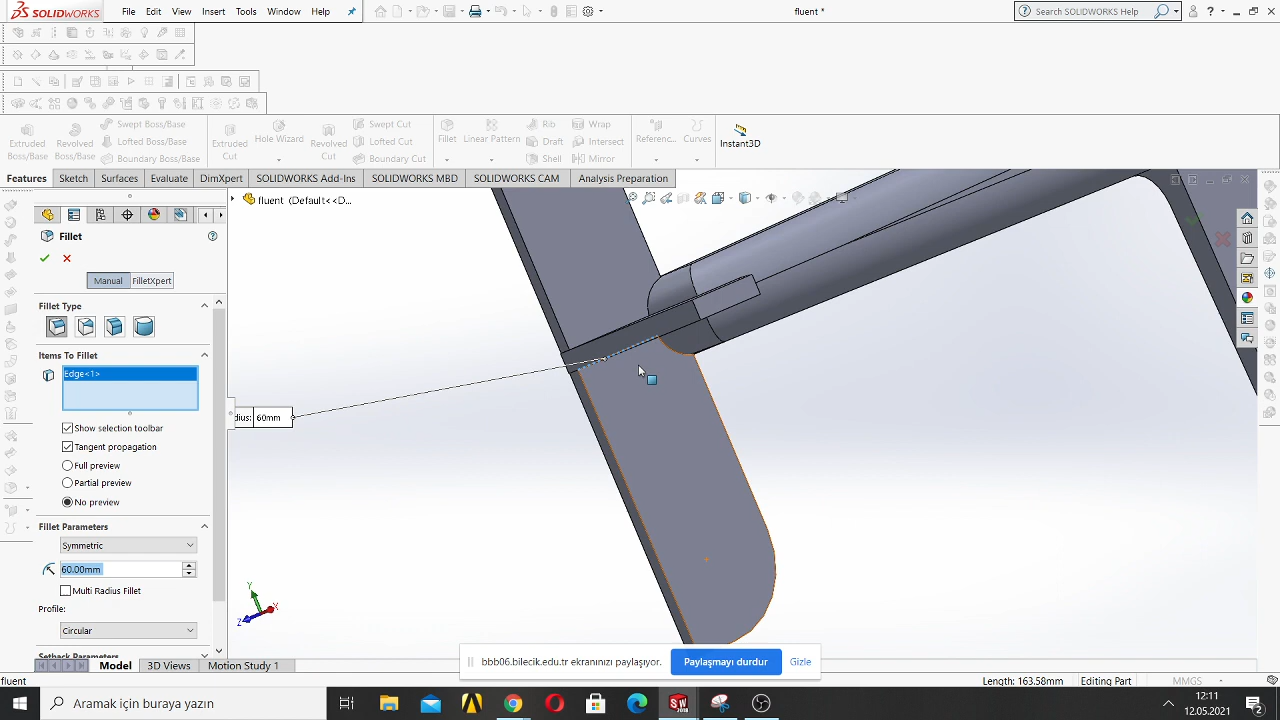 SOLIDWORKS
File Edit View Insert Tools Window Help
fluent *
Search SOLIDWORKS Help
Extruded Boss/Base
Revolved Boss/Base
Swept Boss/Base
Lofted Boss/Base
Boundary Boss/Base
Extruded Cut
Hole Wizard
Revolved Cut
Swept Cut
Lofted Cut
Boundary Cut
Fillet
Linear Pattern
Rib
Draft
Shell
Wrap
Intersect
Mirror
Referenc...
Curves
Instant3D
Features Sketch Surfaces Evaluate DimXpert SOLIDWORKS Add-Ins SOLIDWORKS MBD SOLIDWORKS CAM Analysis Preparation
fluent (Default<<D...
Fillet
Manual FilletXpert
Fillet Type
Items To Fillet
Edge<1>
Show selection toolbar
Tangent propagation
Full preview
Partial preview
No preview
Fillet Parameters
Symmetric
60.00mm
Multi Radius Fillet
Profile:
Circular
dius: 60mm
Y
X
Z
Model 3D Views Motion Study 1
bbb06.bilecik.edu.tr ekranınızı paylaşıyor. Paylaşmayı durdur Gizle
fluent
Length: 163.58mm Editing Part MMGS
Aramak için buraya yazın
12:11
12.05.2021